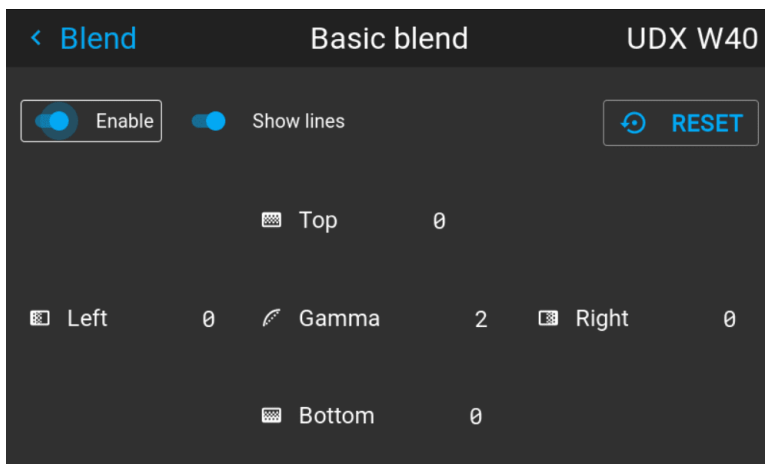 Blend Basic blend UDX W40
Enable Show lines RESET
Top 0
Left 0 Gamma 2 Right 0
Bottom 0